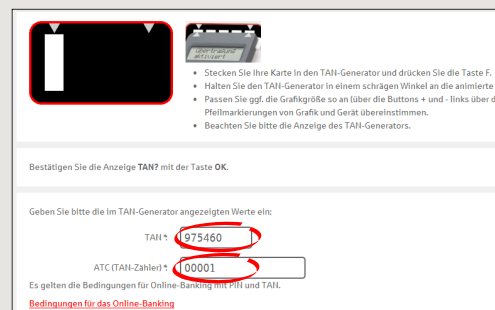 Übertragung
aktiviert
• Stecken Sie Ihre Karte in den TAN-Generator und drücken Sie die Taste F.
• Halten Sie den TAN-Generator in einem schrägen Winkel an die animierte
• Passen Sie ggf. die Grafikgröße so an (über die Buttons + und - links über d
Pfeilmarkierungen von Grafik und Gerät übereinstimmen.
• Beachten Sie bitte die Anzeige des TAN-Generators.
Bestätigen Sie die Anzeige TAN? mit der Taste OK.
Geben Sie bitte die im TAN-Generator angezeigten Werte ein:
TAN*: 975460
ATC (TAN-Zähler)*: 00001
Es gelten die Bedingungen für Online-Banking mit PIN und TAN.
Bedingungen für das Online-Banking